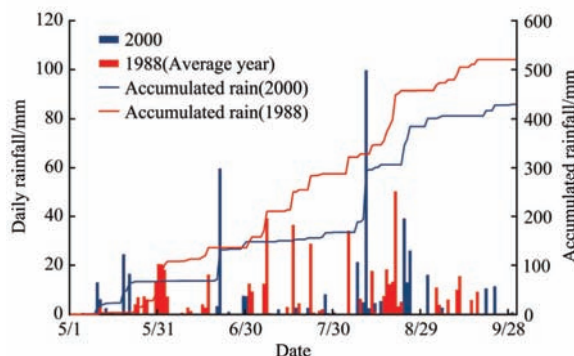 120
100
80
60
40
20
0
Daily rainfall/mm
2000
1988(Average year)
Accumulated rain(2000)
Accumulated rain(1988)
600
500
400
300
200
100
0
Accumulated rainfall/mm
5/1 5/31 6/30 7/30 8/29 9/28
Date